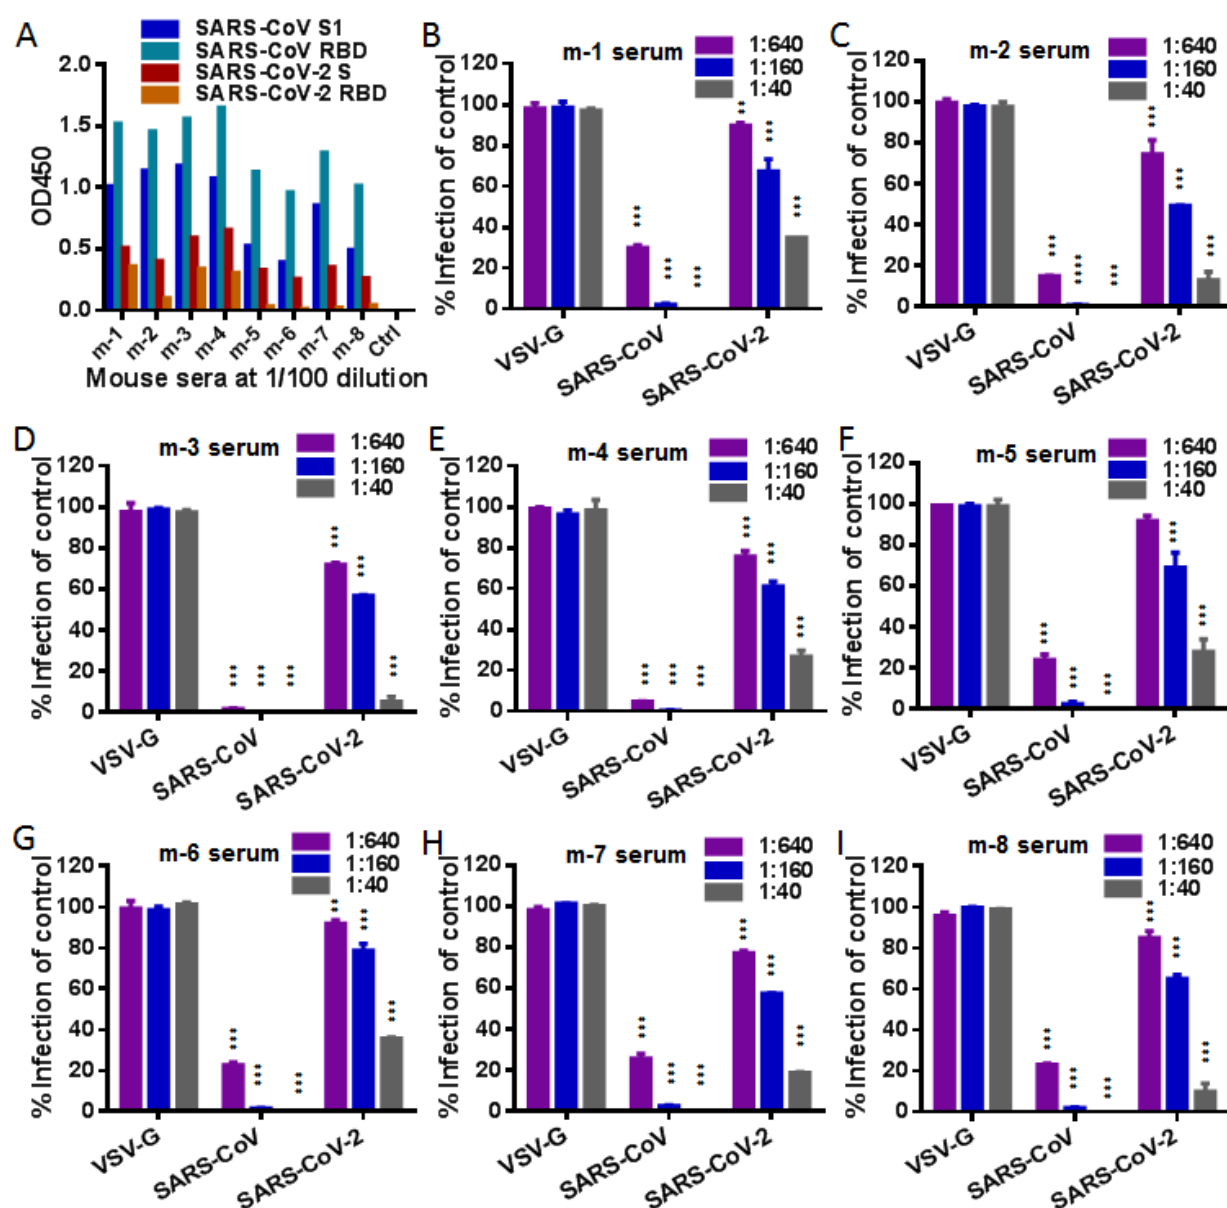 A
SARS-CoV S1
SARS-CoV RBD
SARS-CoV-2 S
SARS-CoV-2 RBD
2.0
1.5
1.0
0.5
0.0
OD450
m-1
m-2
m-3
m-4
m-5
m-6
m-7
m-8
Ctrl
Mouse sera at 1/100 dilution
B
m-1 serum
1:640
1:160
1:40
120
100
80
60
40
20
0
% Infection of control
** *** ***
*** *** ***
VSV-G
SARS-CoV
SARS-CoV-2
C
m-2 serum
1:640
1:160
1:40
120
100
80
60
40
20
0
% Infection of control
*** *** ***
*** **** ***
VSV-G
SARS-CoV
SARS-CoV-2
D
m-3 serum
1:640
1:160
1:40
120
100
80
60
40
20
0
% Infection of control
*** *** ***
*** *** ***
VSV-G
SARS-CoV
SARS-CoV-2
E
m-4 serum
1:640
1:160
1:40
120
100
80
60
40
20
0
% Infection of control
*** *** ***
*** *** ***
VSV-G
SARS-CoV
SARS-CoV-2
F
m-5 serum
1:640
1:160
1:40
120
100
80
60
40
20
0
% Infection of control
*** ***
*** *** ***
VSV-G
SARS-CoV
SARS-CoV-2
G
m-6 serum
1:640
1:160
1:40
120
100
80
60
40
20
0
% Infection of control
** *** ***
*** *** ***
VSV-G
SARS-CoV
SARS-CoV-2
H
m-7 serum
1:640
1:160
1:40
120
100
80
60
40
20
0
% Infection of control
*** *** ***
*** *** ***
VSV-G
SARS-CoV
SARS-CoV-2
I
m-8 serum
1:640
1:160
1:40
120
100
80
60
40
20
0
% Infection of control
*** *** ***
*** *** ***
VSV-G
SARS-CoV
SARS-CoV-2